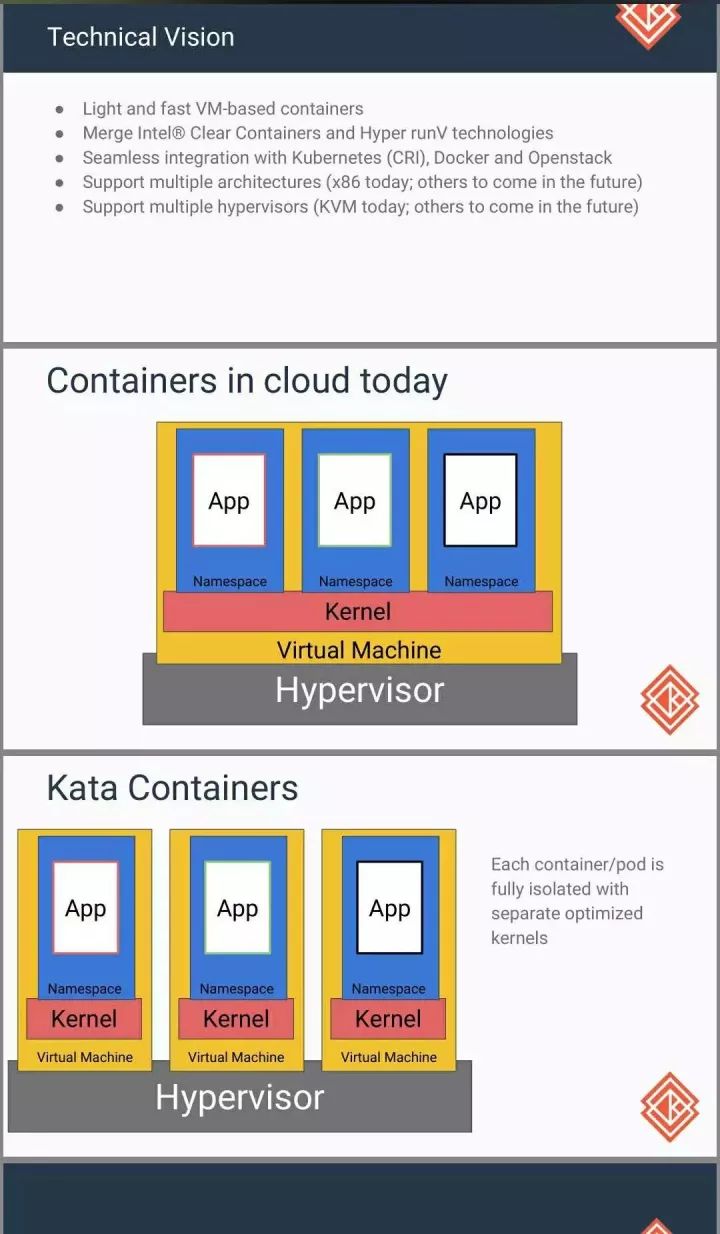 Technical Vision
● Light and fast VM-based containers
● Merge Intel® Clear Containers and Hyper runV technologies
● Seamless integration with Kubernetes (CRI), Docker and Openstack
● Support multiple architectures (x86 today; others to come in the future)
● Support multiple hypervisors (KVM today; others to come in the future)
Containers in cloud today
App App App
Namespace Namespace Namespace
Kernel
Virtual Machine
Hypervisor
Kata Containers
Each container/pod is
fully isolated with
separate optimized
kernels
App App App
Namespace Namespace Namespace
Kernel Kernel Kernel
Virtual Machine Virtual Machine Virtual Machine
Hypervisor